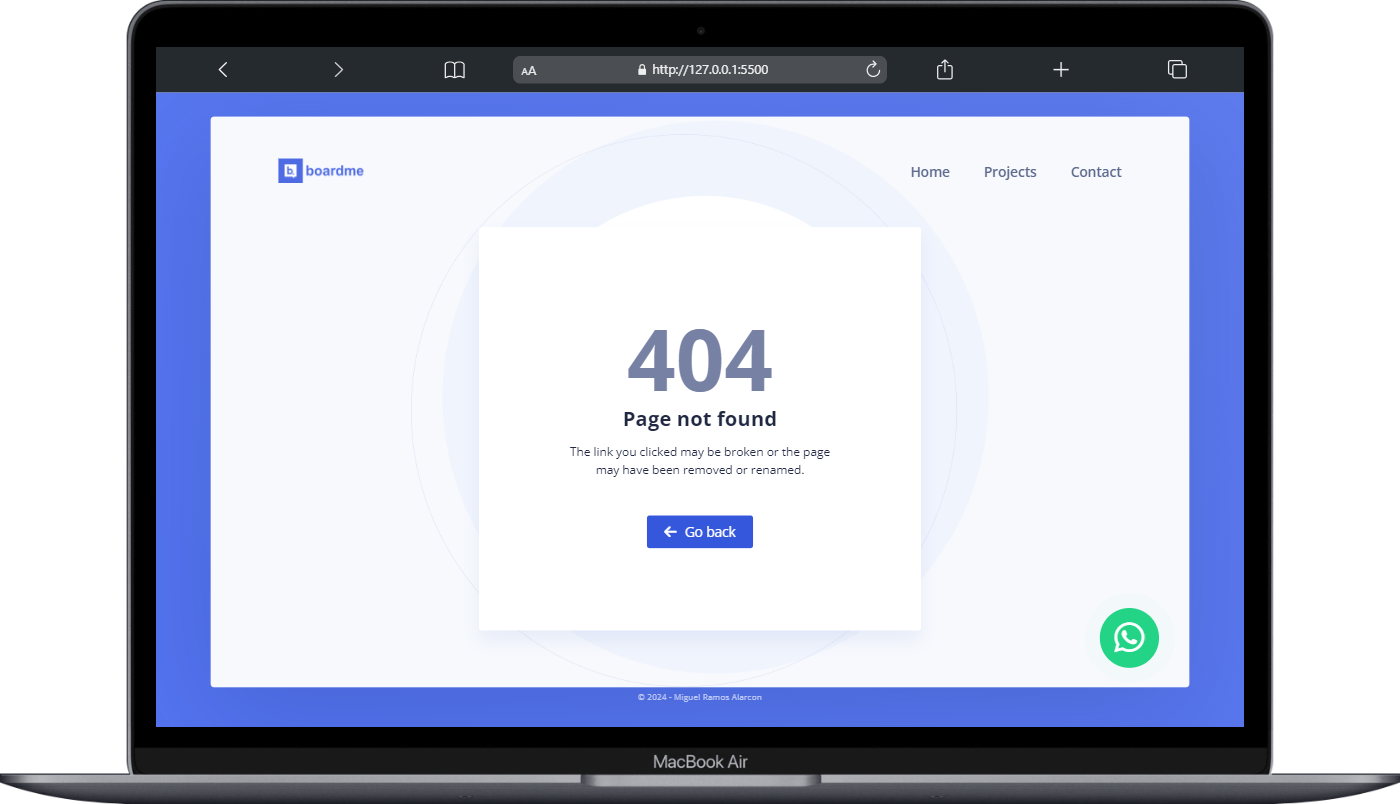 AA
http://127.0.0.1:5500
b.
boardme
Home
Projects
Contact
404
Page not found
The link you clicked may be broken or the page
may have been removed or renamed.
Go back
© 2024 - Miguel Ramos Alarcon
MacBook Air